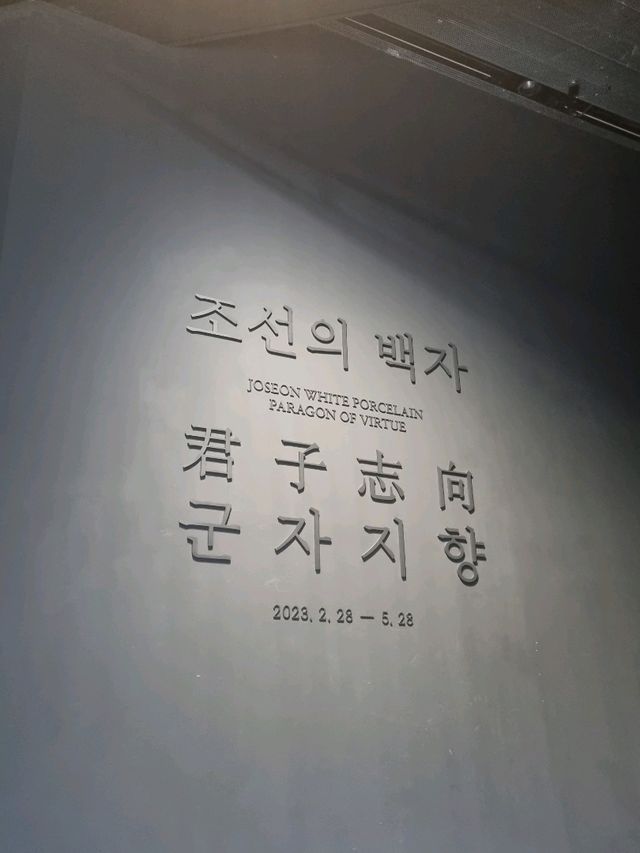 조선의 백자
JOSEON WHITE PORCELAIN
PARAGON OF VIRTUE
君子志向
군자지향
2023. 2. 28 — 5. 28